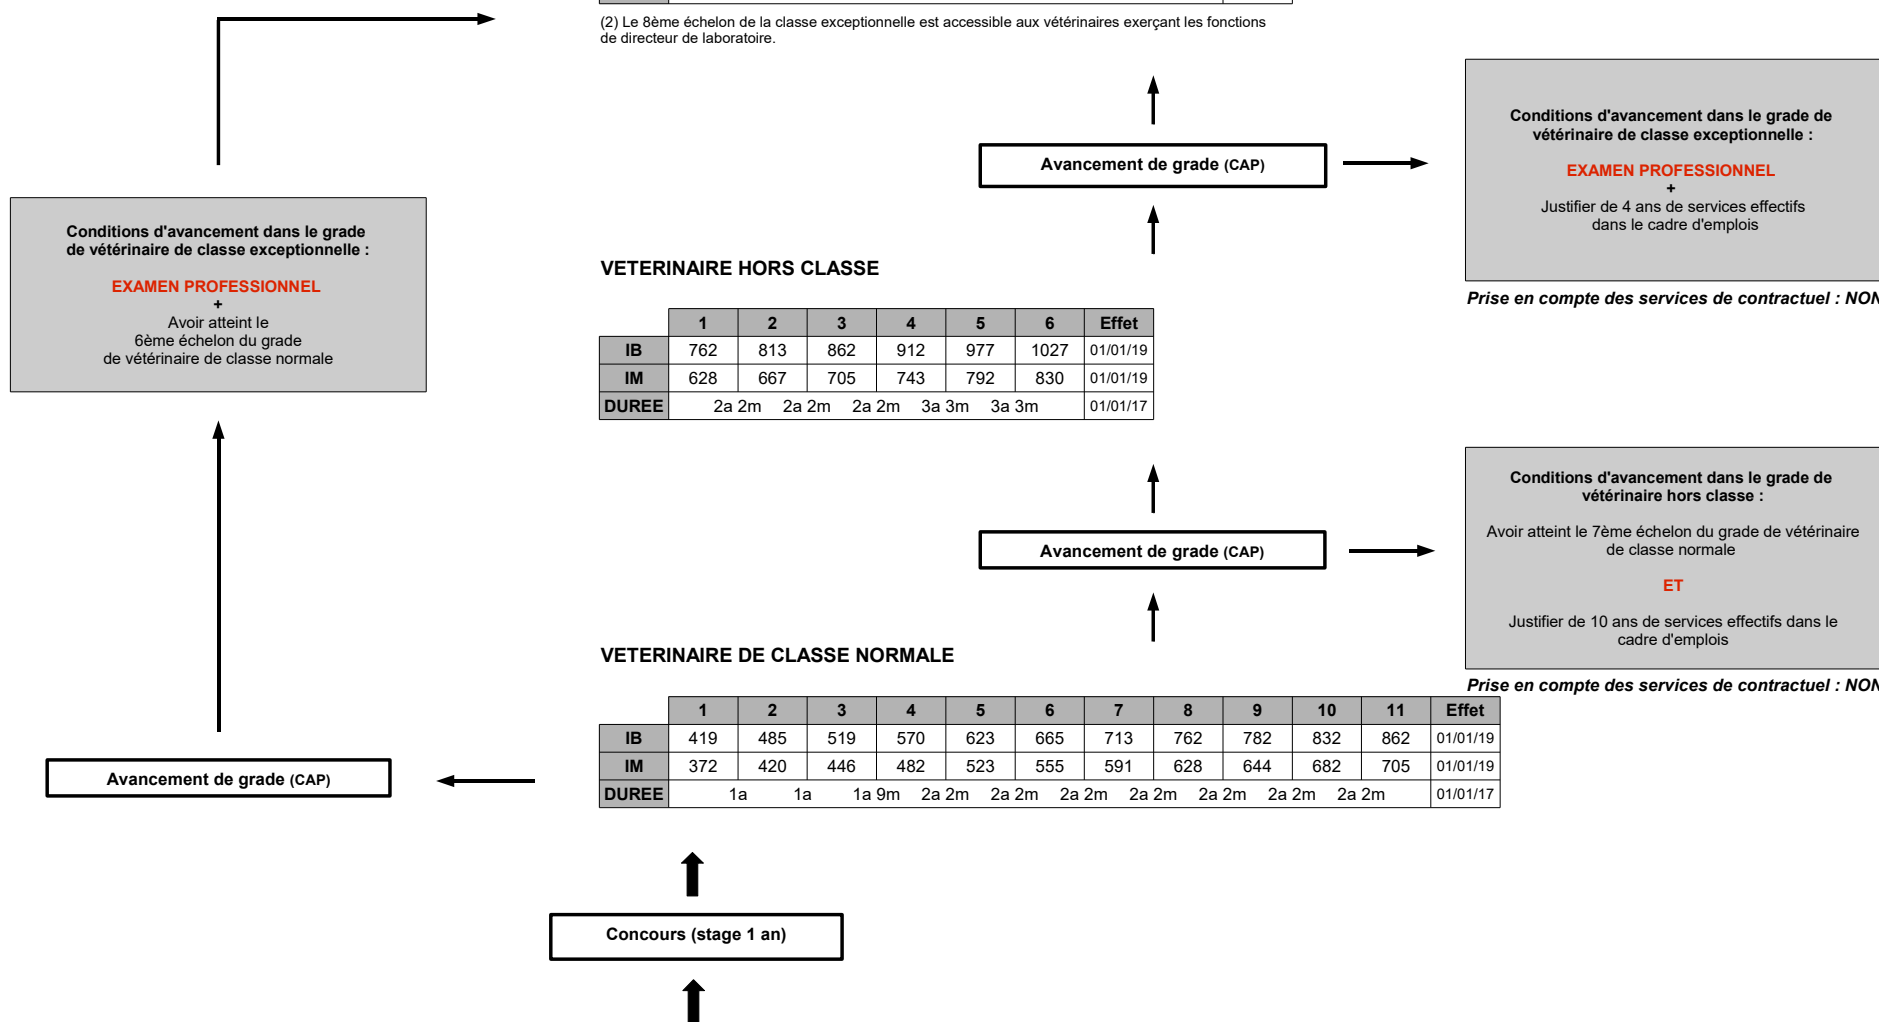 (2) Le 8ème échelon de la classe exceptionnelle est accessible aux vétérinaires exerçant les fonctions
de directeur de laboratoire.
Avancement de grade (CAP)
Conditions d'avancement dans le grade de
vétérinaire de classe exceptionnelle :
EXAMEN PROFESSIONNEL
+
Justifier de 4 ans de services effectifs
dans le cadre d'emplois
Prise en compte des services de contractuel : NON
Conditions d'avancement dans le grade
de vétérinaire de classe exceptionnelle :
EXAMEN PROFESSIONNEL
+
Avoir atteint le
6ème échelon du grade
de vétérinaire de classe normale
VETERINAIRE HORS CLASSE
1 2 3 4 5 6 Effet
IB 762 813 862 912 977 1027 01/01/19
IM 628 667 705 743 792 830 01/01/19
DUREE 2a 2m 2a 2m 2a 2m 3a 3m 3a 3m 01/01/17
Avancement de grade (CAP)
Conditions d'avancement dans le grade de
vétérinaire hors classe :
Avoir atteint le 7ème échelon du grade de vétérinaire
de classe normale
ET
Justifier de 10 ans de services effectifs dans le
cadre d'emplois
Prise en compte des services de contractuel : NON
VETERINAIRE DE CLASSE NORMALE
1 2 3 4 5 6 7 8 9 10 11 Effet
IB 419 485 519 570 623 665 713 762 782 832 862 01/01/19
IM 372 420 446 482 523 555 591 628 644 682 705 01/01/19
DUREE 1a 1a 1a 9m 2a 2m 2a 2m 2a 2m 2a 2m 2a 2m 2a 2m 2a 2m 01/01/17
Avancement de grade (CAP)
Concours (stage 1 an)